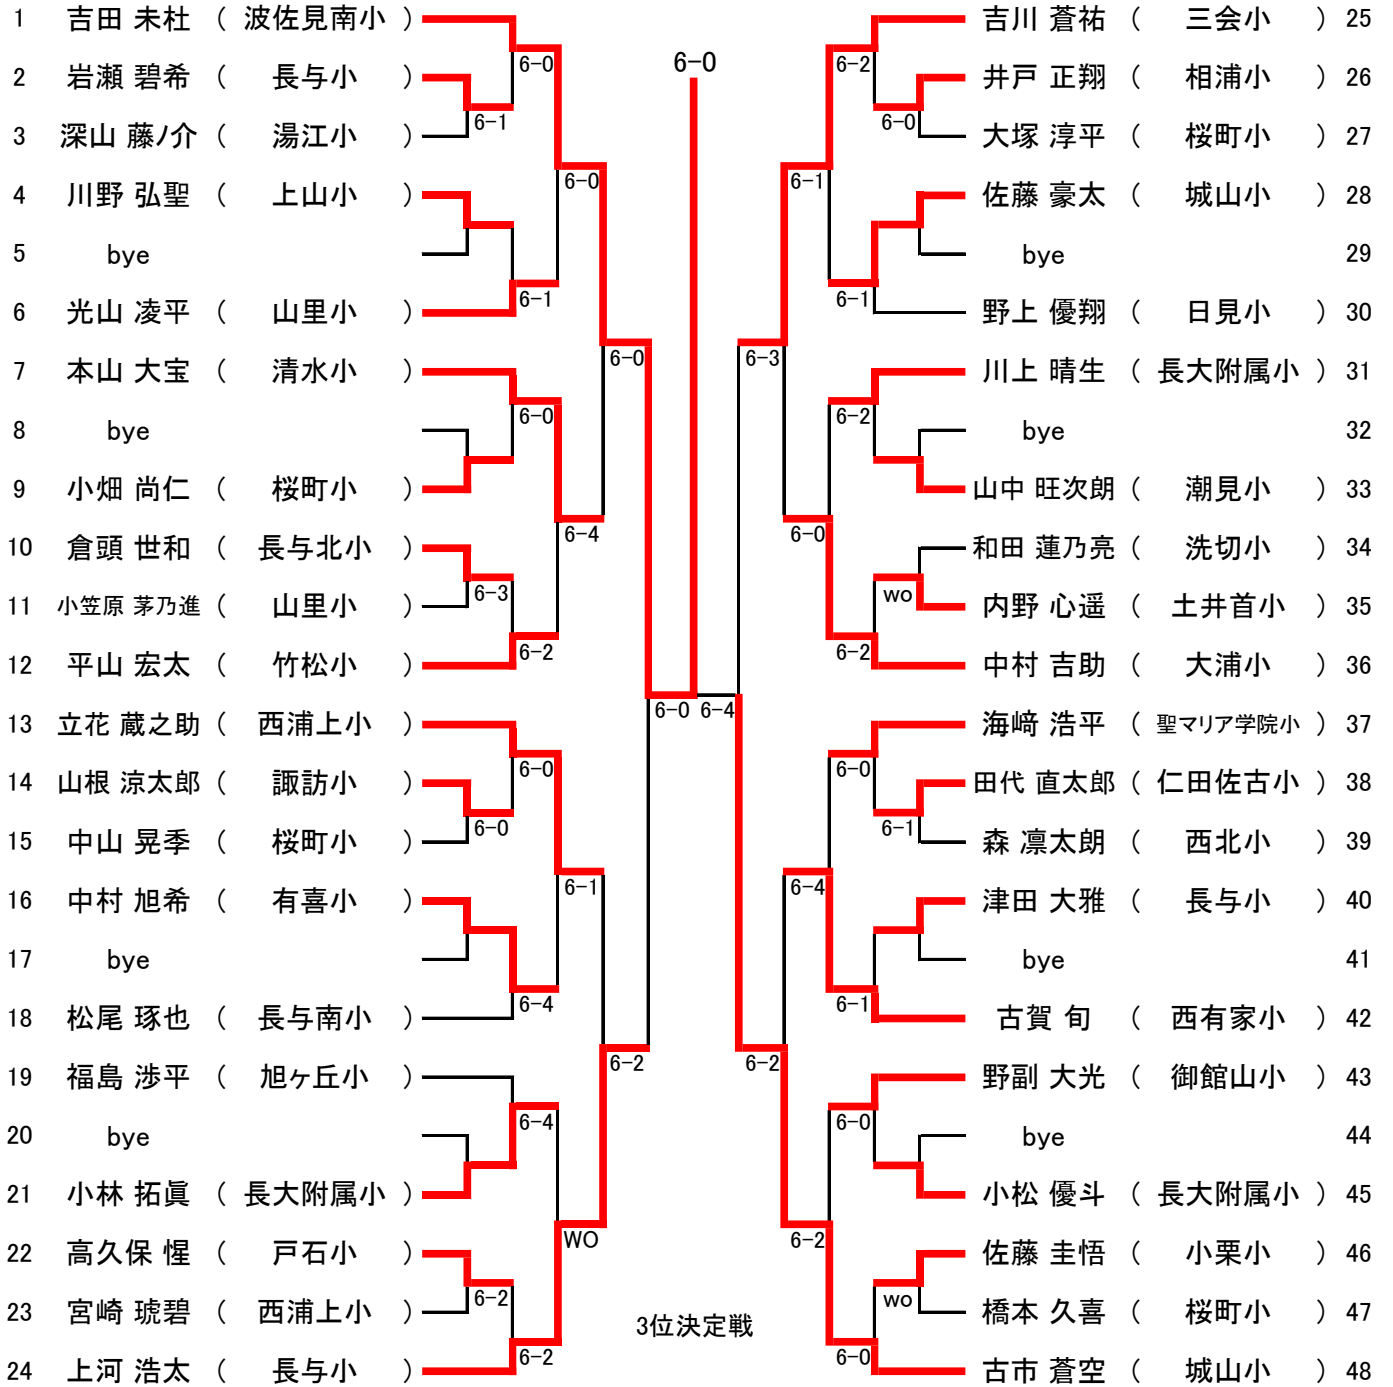 1 吉田 未杜 ( 波佐見南小 )
6-0
2 岩瀬 碧希 ( 長与小 )
6-1
3 深山 藤ノ介 ( 湯江小 )
6-0
4 川野 弘聖 ( 上山小 )
5 bye
6-1
6 光山 凌平 ( 山里小 )
6-0
7 本山 大宝 ( 清水小 )
6-0
8 bye
9 小畑 尚仁 ( 桜町小 )
6-4
10 倉頭 世和 ( 長与北小 )
6-3
11 小笠原 茅乃進 ( 山里小 )
6-2
12 平山 宏太 ( 竹松小 )
6-0
13 立花 蔵之助 ( 西浦上小 )
6-0
14 山根 涼太郎 ( 諏訪小 )
6-0
15 中山 晃季 ( 桜町小 )
6-1
16 中村 旭希 ( 有喜小 )
17 bye
6-4
18 松尾 琢也 ( 長与南小 )
6-2
19 福島 渉平 ( 旭ヶ丘小 )
6-4
20 bye
21 小林 拓眞 ( 長大附属小 )
WO
22 高久保 惺 ( 戸石小 )
6-2
23 宮崎 琥碧 ( 西浦上小 )
6-2
24 上河 浩太 ( 長与小 )
6-0
3位決定戦
吉川 蒼祐 ( 三会小 ) 25
6-2
井戸 正翔 ( 相浦小 ) 26
6-0
大塚 淳平 ( 桜町小 ) 27
6-1
佐藤 豪太 ( 城山小 ) 28
bye 29
6-1
野上 優翔 ( 日見小 ) 30
6-3
川上 晴生 ( 長大附属小 ) 31
6-2
bye 32
山中 旺次朗 ( 潮見小 ) 33
6-0
和田 蓮乃亮 ( 洗切小 ) 34
wo
内野 心遥 ( 土井首小 ) 35
6-2
中村 吉助 ( 大浦小 ) 36
6-4
海﨑 浩平 ( 聖マリア学院小 ) 37
6-0
田代 直太郎 ( 仁田佐古小 ) 38
6-1
森 凛太朗 ( 西北小 ) 39
6-4
津田 大雅 ( 長与小 ) 40
bye 41
6-1
古賀 旬 ( 西有家小 ) 42
6-2
野副 大光 ( 御館山小 ) 43
6-0
bye 44
小松 優斗 ( 長大附属小 ) 45
6-2
佐藤 圭悟 ( 小栗小 ) 46
wo
橋本 久喜 ( 桜町小 ) 47
6-0
古市 蒼空 ( 城山小 ) 48